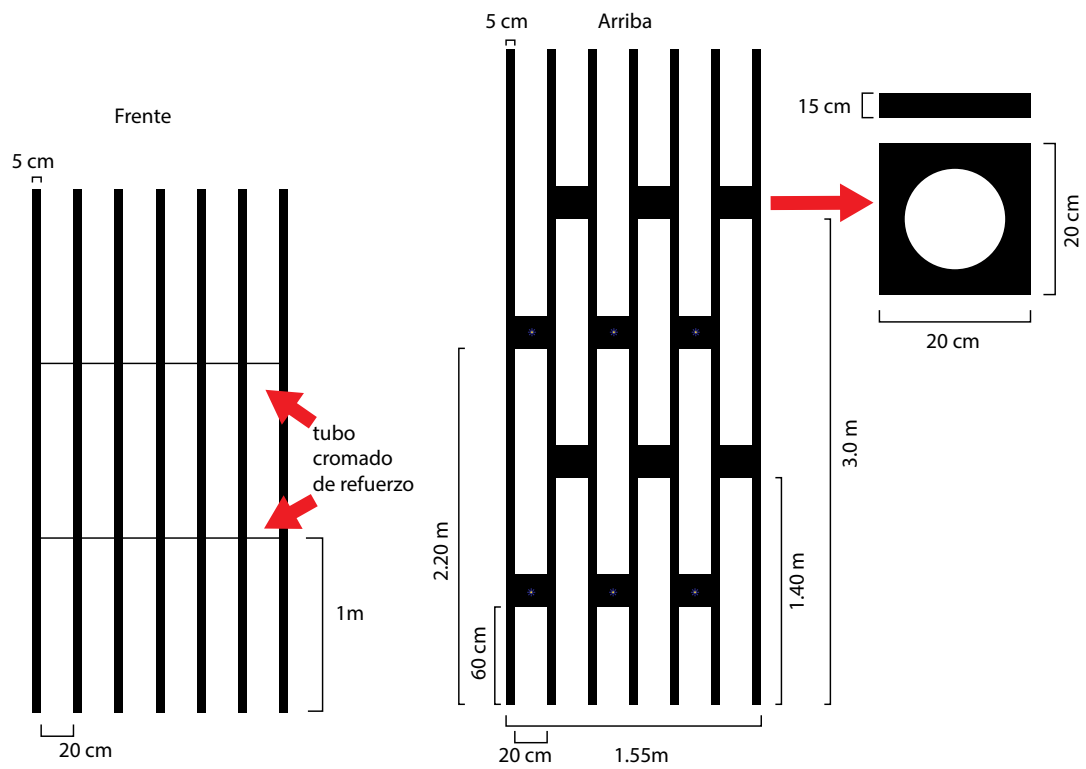 Frente
5 cm
tubo
cromado
de refuerzo
1m
20 cm
5 cm
Arriba
2.20 m
60 cm
20 cm
1.55m
1.40 m
3.0 m
15 cm
20 cm
20 cm